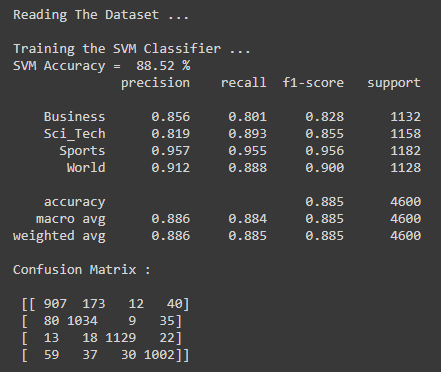 Reading The Dataset ...
Training the SVM Classifier ...
SVM Accuracy =  88.52 %
              precision    recall  f1-score   support
    Business      0.856     0.801     0.828      1132
    Sci_Tech      0.819     0.893     0.855      1158
      Sports      0.957     0.955     0.956      1182
       World      0.912     0.888     0.900      1128
    accuracy                          0.885      4600
   macro avg      0.886     0.884     0.885      4600
weighted avg      0.886     0.885     0.885      4600
Confusion Matrix :
 [[ 907  173   12   40]
 [  80 1034    9   35]
 [  13   18 1129   22]
 [  59   37   30 1002]]